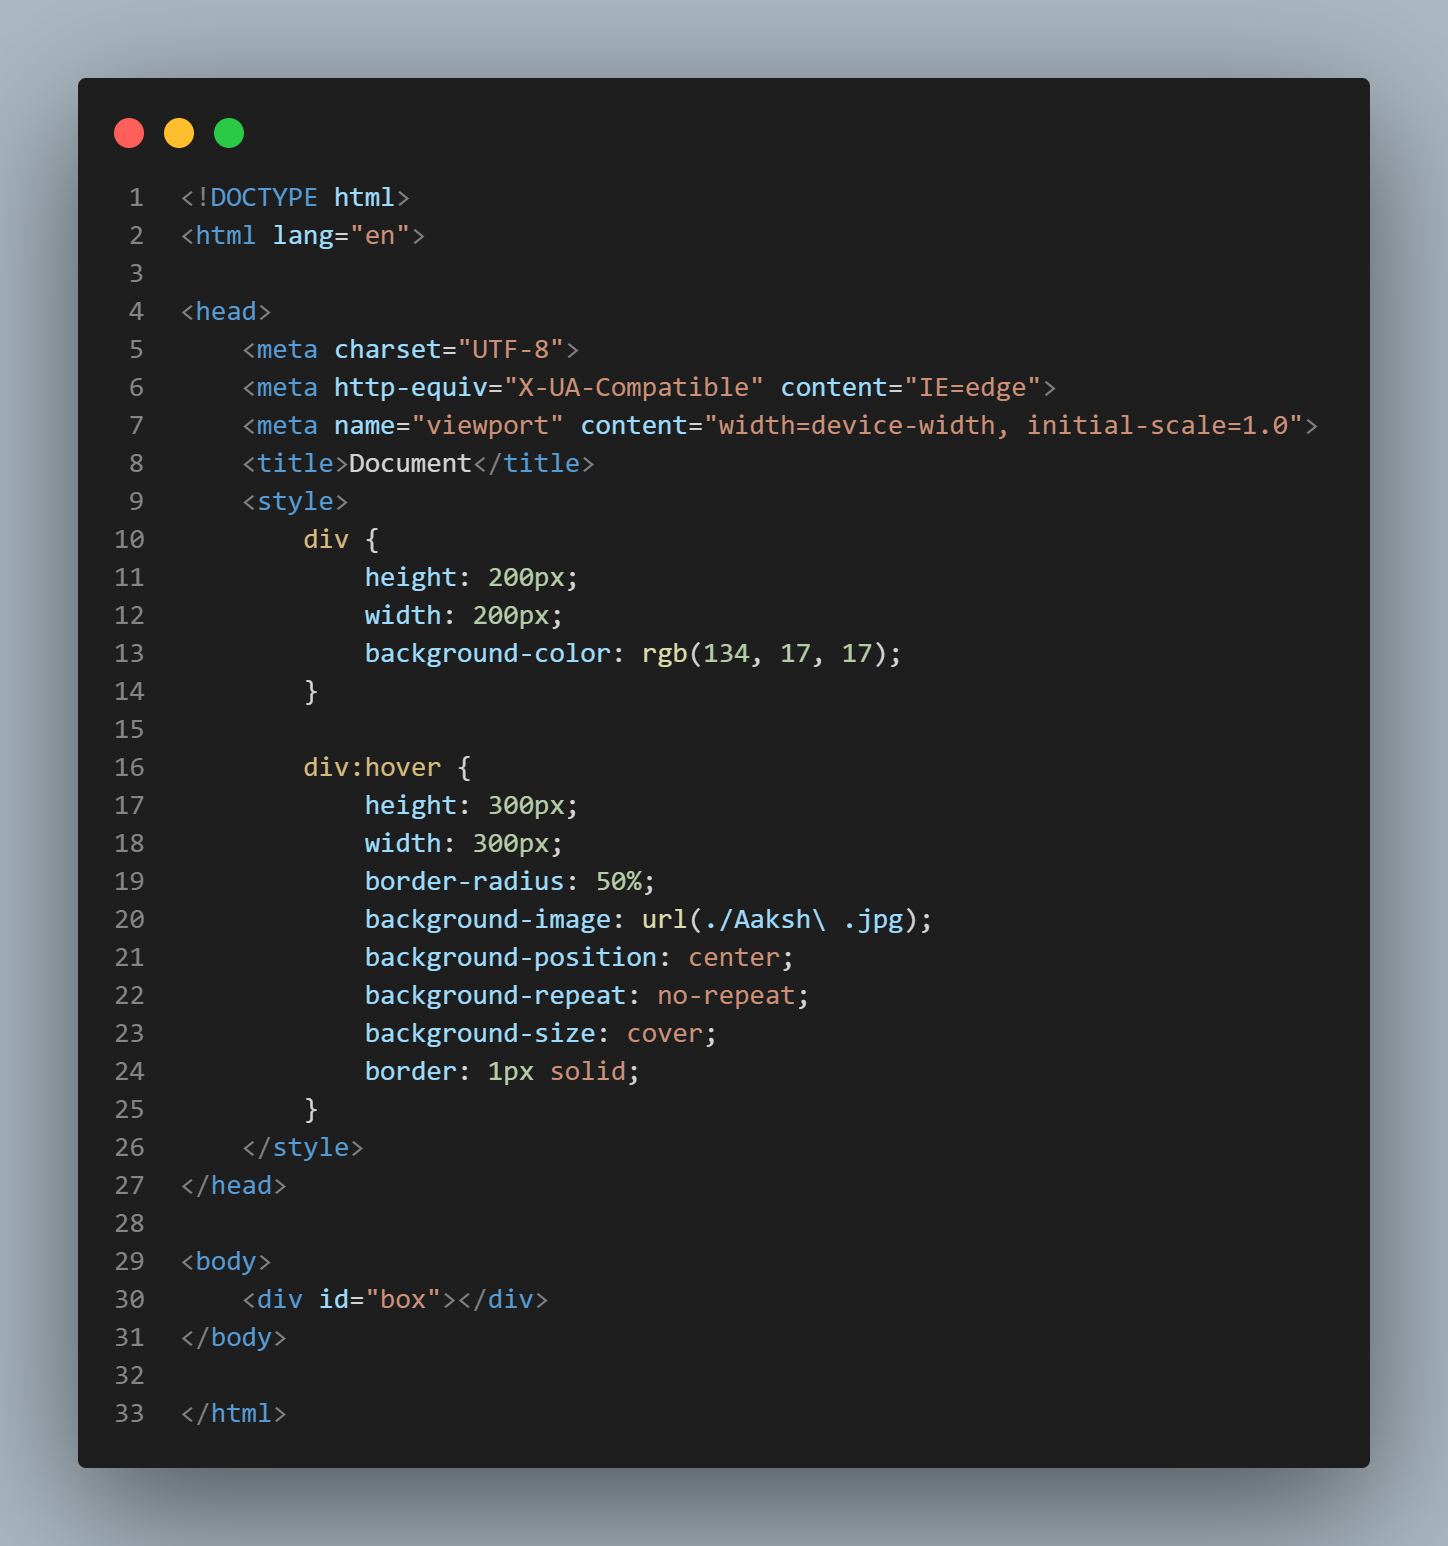 1 <!DOCTYPE html>
2 <html lang="en">
3
4 <head>
5     <meta charset="UTF-8">
6     <meta http-equiv="X-UA-Compatible" content="IE=edge">
7     <meta name="viewport" content="width=device-width, initial-scale=1.0">
8     <title>Document</title>
9     <style>
10         div {
11             height: 200px;
12             width: 200px;
13             background-color: rgb(134, 17, 17);
14         }
15
16         div:hover {
17             height: 300px;
18             width: 300px;
19             border-radius: 50%;
20             background-image: url(./Aaksh\ .jpg);
21             background-position: center;
22             background-repeat: no-repeat;
23             background-size: cover;
24             border: 1px solid;
25         }
26     </style>
27 </head>
28
29 <body>
30     <div id="box"></div>
31 </body>
32
33 </html>